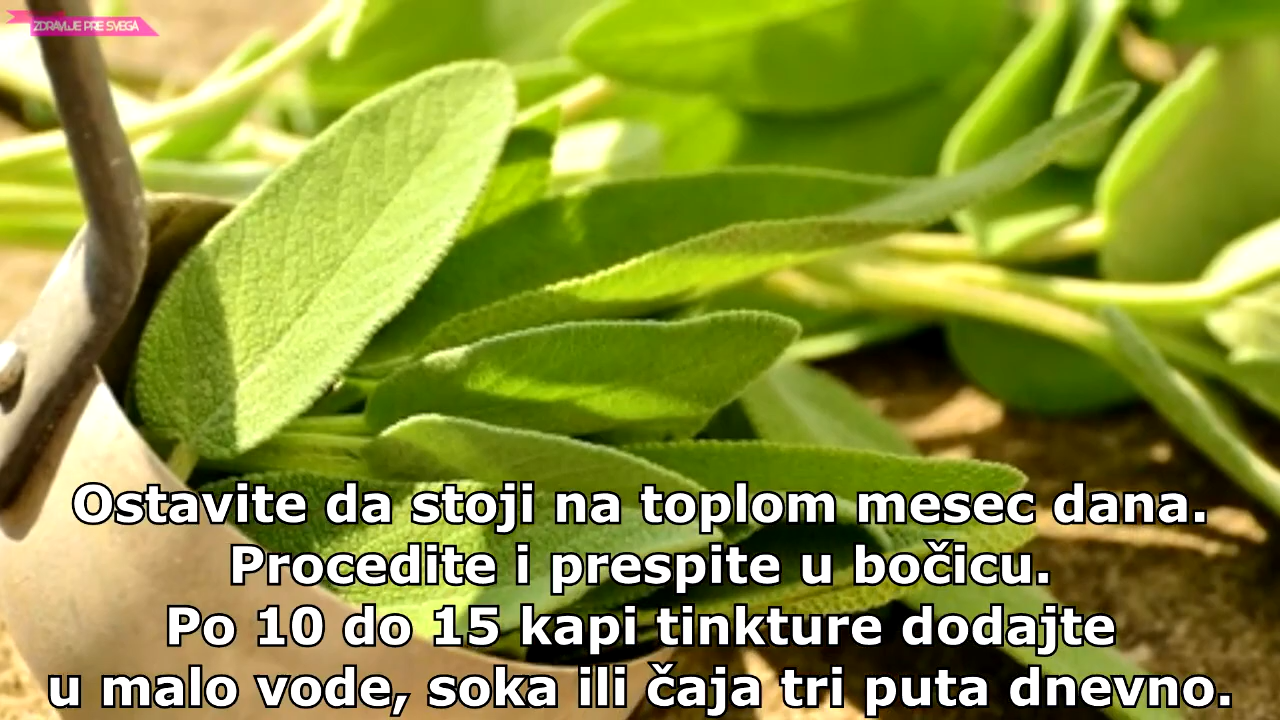 ZDRAVLJE PRE SVEGA
Ostavite da stoji na toplom mesec dana.
Procedite i prespite u bočicu.
Po 10 do 15 kapi tinkture dodajte
u malo vode, soka ili čaja tri puta dnevno.